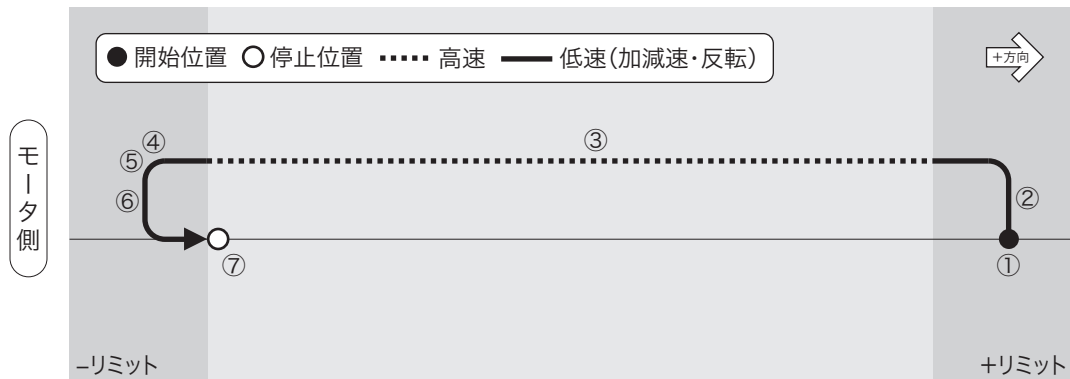 ●開始位置 ○停止位置 ・・・・・ 高速 ━━ 低速（加減速・反転）
+方向
モータ側
④
③
⑤
⑥
②
⑦
①
−リミット
+リミット